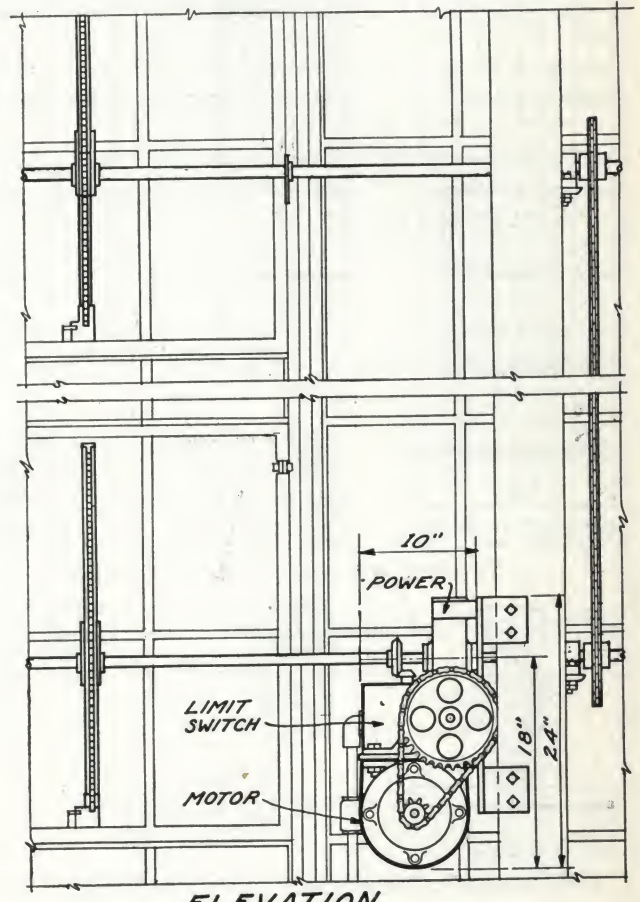 10"
POWER
LIMIT
SWITCH
18"
24"
MOTOR
ELEVATION